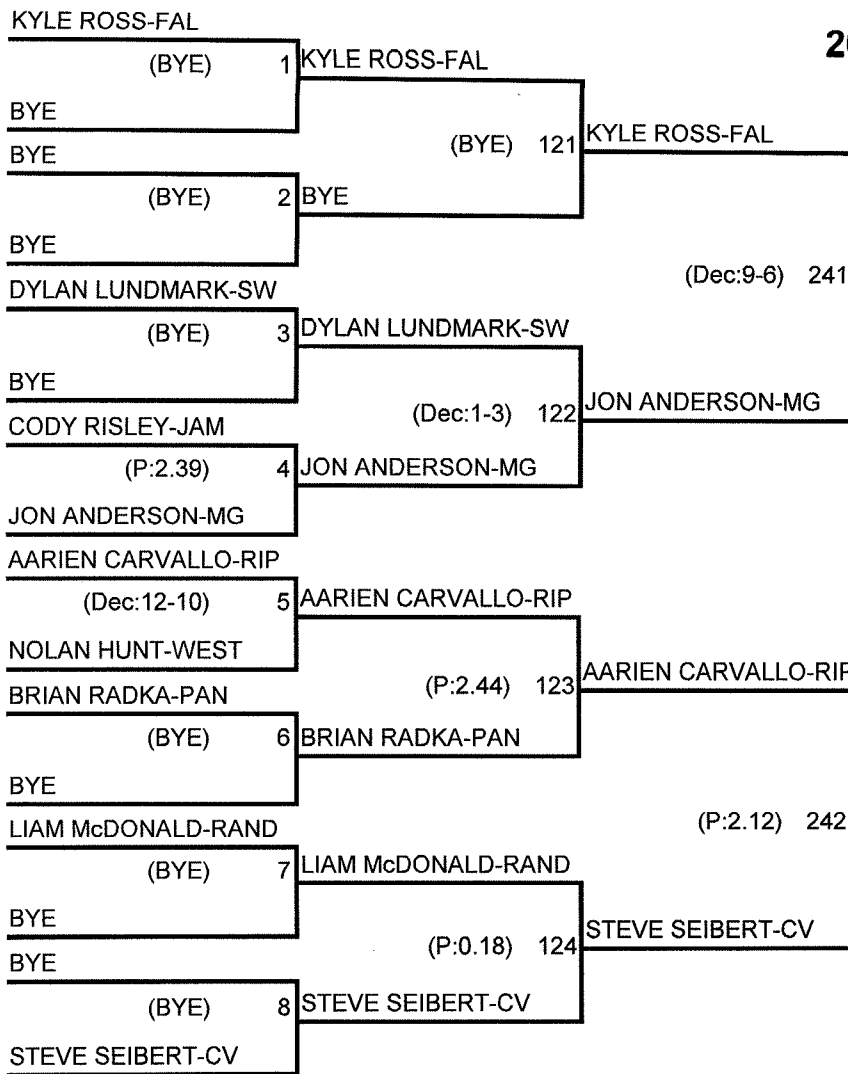 KYLE ROSS-FAL
(BYE) 1 KYLE ROSS-FAL
BYE
BYE
(BYE) 121 KYLE ROSS-FAL
(BYE) 2 BYE
BYE
DYLAN LUNDMARK-SW
(Dec:9-6) 241
(BYE) 3 DYLAN LUNDMARK-SW
BYE
CODY RISLEY-JAM
(Dec:1-3) 122 JON ANDERSON-MG
(P:2.39) 4 JON ANDERSON-MG
JON ANDERSON-MG
AARIEN CARVALLO-RIP
(Dec:12-10) 5 AARIEN CARVALLO-RIP
NOLAN HUNT-WEST
BRIAN RADKA-PAN
(P:2.44) 123 AARIEN CARVALLO-RIP
(BYE) 6 BRIAN RADKA-PAN
BYE
LIAM McDONALD-RAND
(P:2.12) 242
(BYE) 7 LIAM McDONALD-RAND
BYE
BYE
(P:0.18) 124 STEVE SEIBERT-CV
(BYE) 8 STEVE SEIBERT-CV
STEVE SEIBERT-CV